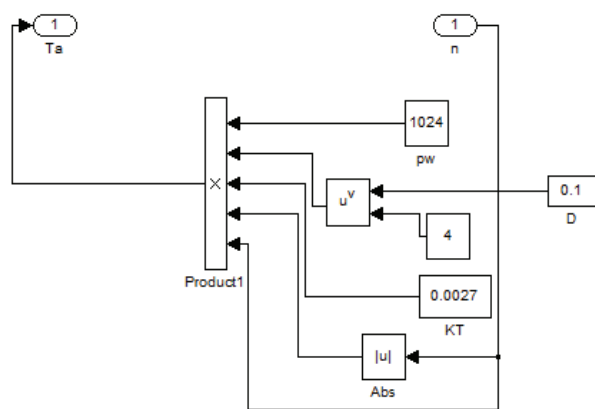 1
Ta
1
n
1024
pw
×
u^v
0.1
D
4
Product1
0.0027
KT
|u|
Abs